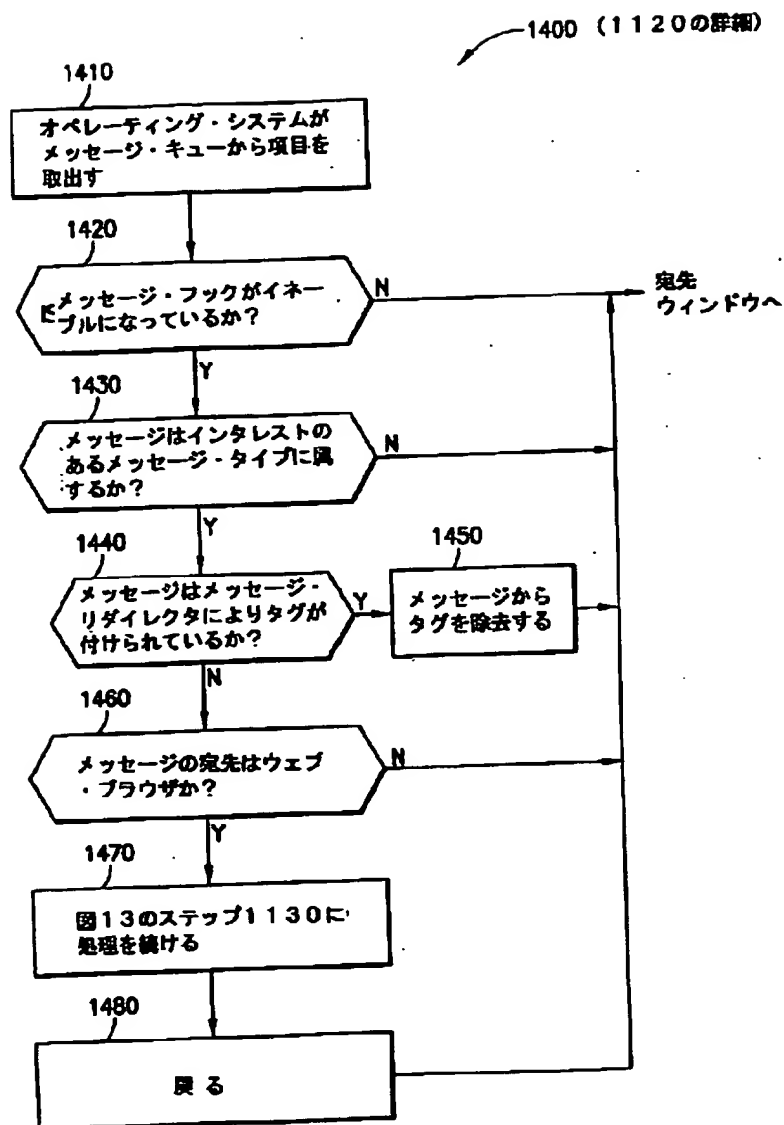 1400 (1120の詳細)
1410
オペレーティング・システムが
メッセージ・キューから項目を
取出す
1420
メッセージ・フックがイネー
ブルになっているか?
N
宛先
ウィンドウへ
Y
1430
メッセージはインタレストの
あるメッセージ・タイプに属
するか?
N
Y
1440
メッセージはメッセージ・
リダイレクタによりタグが
付けられているか?
Y
1450
メッセージから
タグを除去する
N
1460
メッセージの宛先はウェブ
・ブラウザか?
N
Y
1470
図13のステップ1130に
処理を続ける
1480
戻る